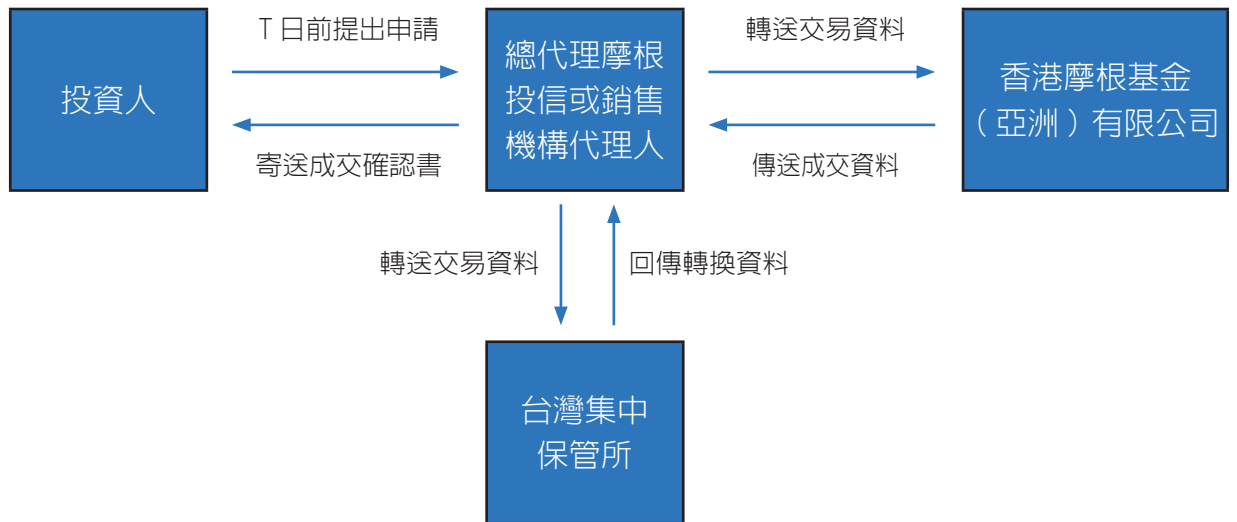 T 日前提出申請
轉送交易資料
投資人
總代理摩根
投信或銷售
機構代理人
香港摩根基金
（亞洲）有限公司
寄送成交確認書
傳送成交資料
轉送交易資料
回傳轉換資料
台灣集中
保管所